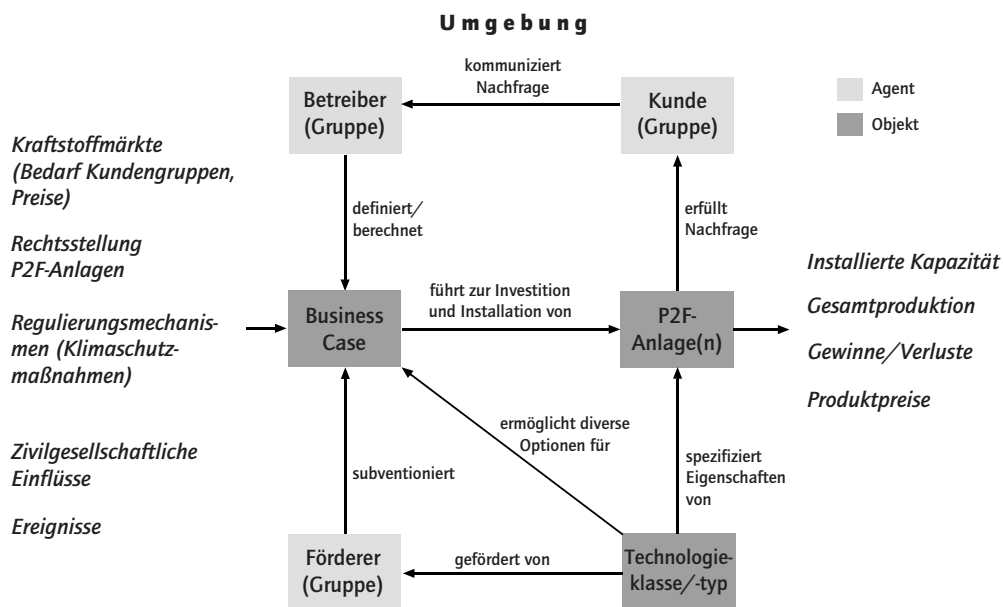 Umgebung
kommuniziert
Nachfrage
Betreiber
(Gruppe)
Kunde
(Gruppe)
Agent
Objekt
Kraftstoffmärkte
(Bedarf Kundengruppen,
Preise)
definiert/
berechnet
erfüllt
Nachfrage
Rechtsstellung
P2F-Anlagen
Regulierungsmechanis-
men (Klimaschutz-
maßnahmen)
Business
Case
führt zur Investition
und Installation von
P2F-
Anlage(n)
Installierte Kapazität
Gesamtproduktion
Gewinne/Verluste
Produktpreise
ermöglicht diverse
Optionen für
Zivilgesellschaftliche
Einflüsse
subventioniert
spezifiziert
Eigenschaften
von
Ereignisse
Förderer
(Gruppe)
gefördert von
Technologie-
klasse/-typ